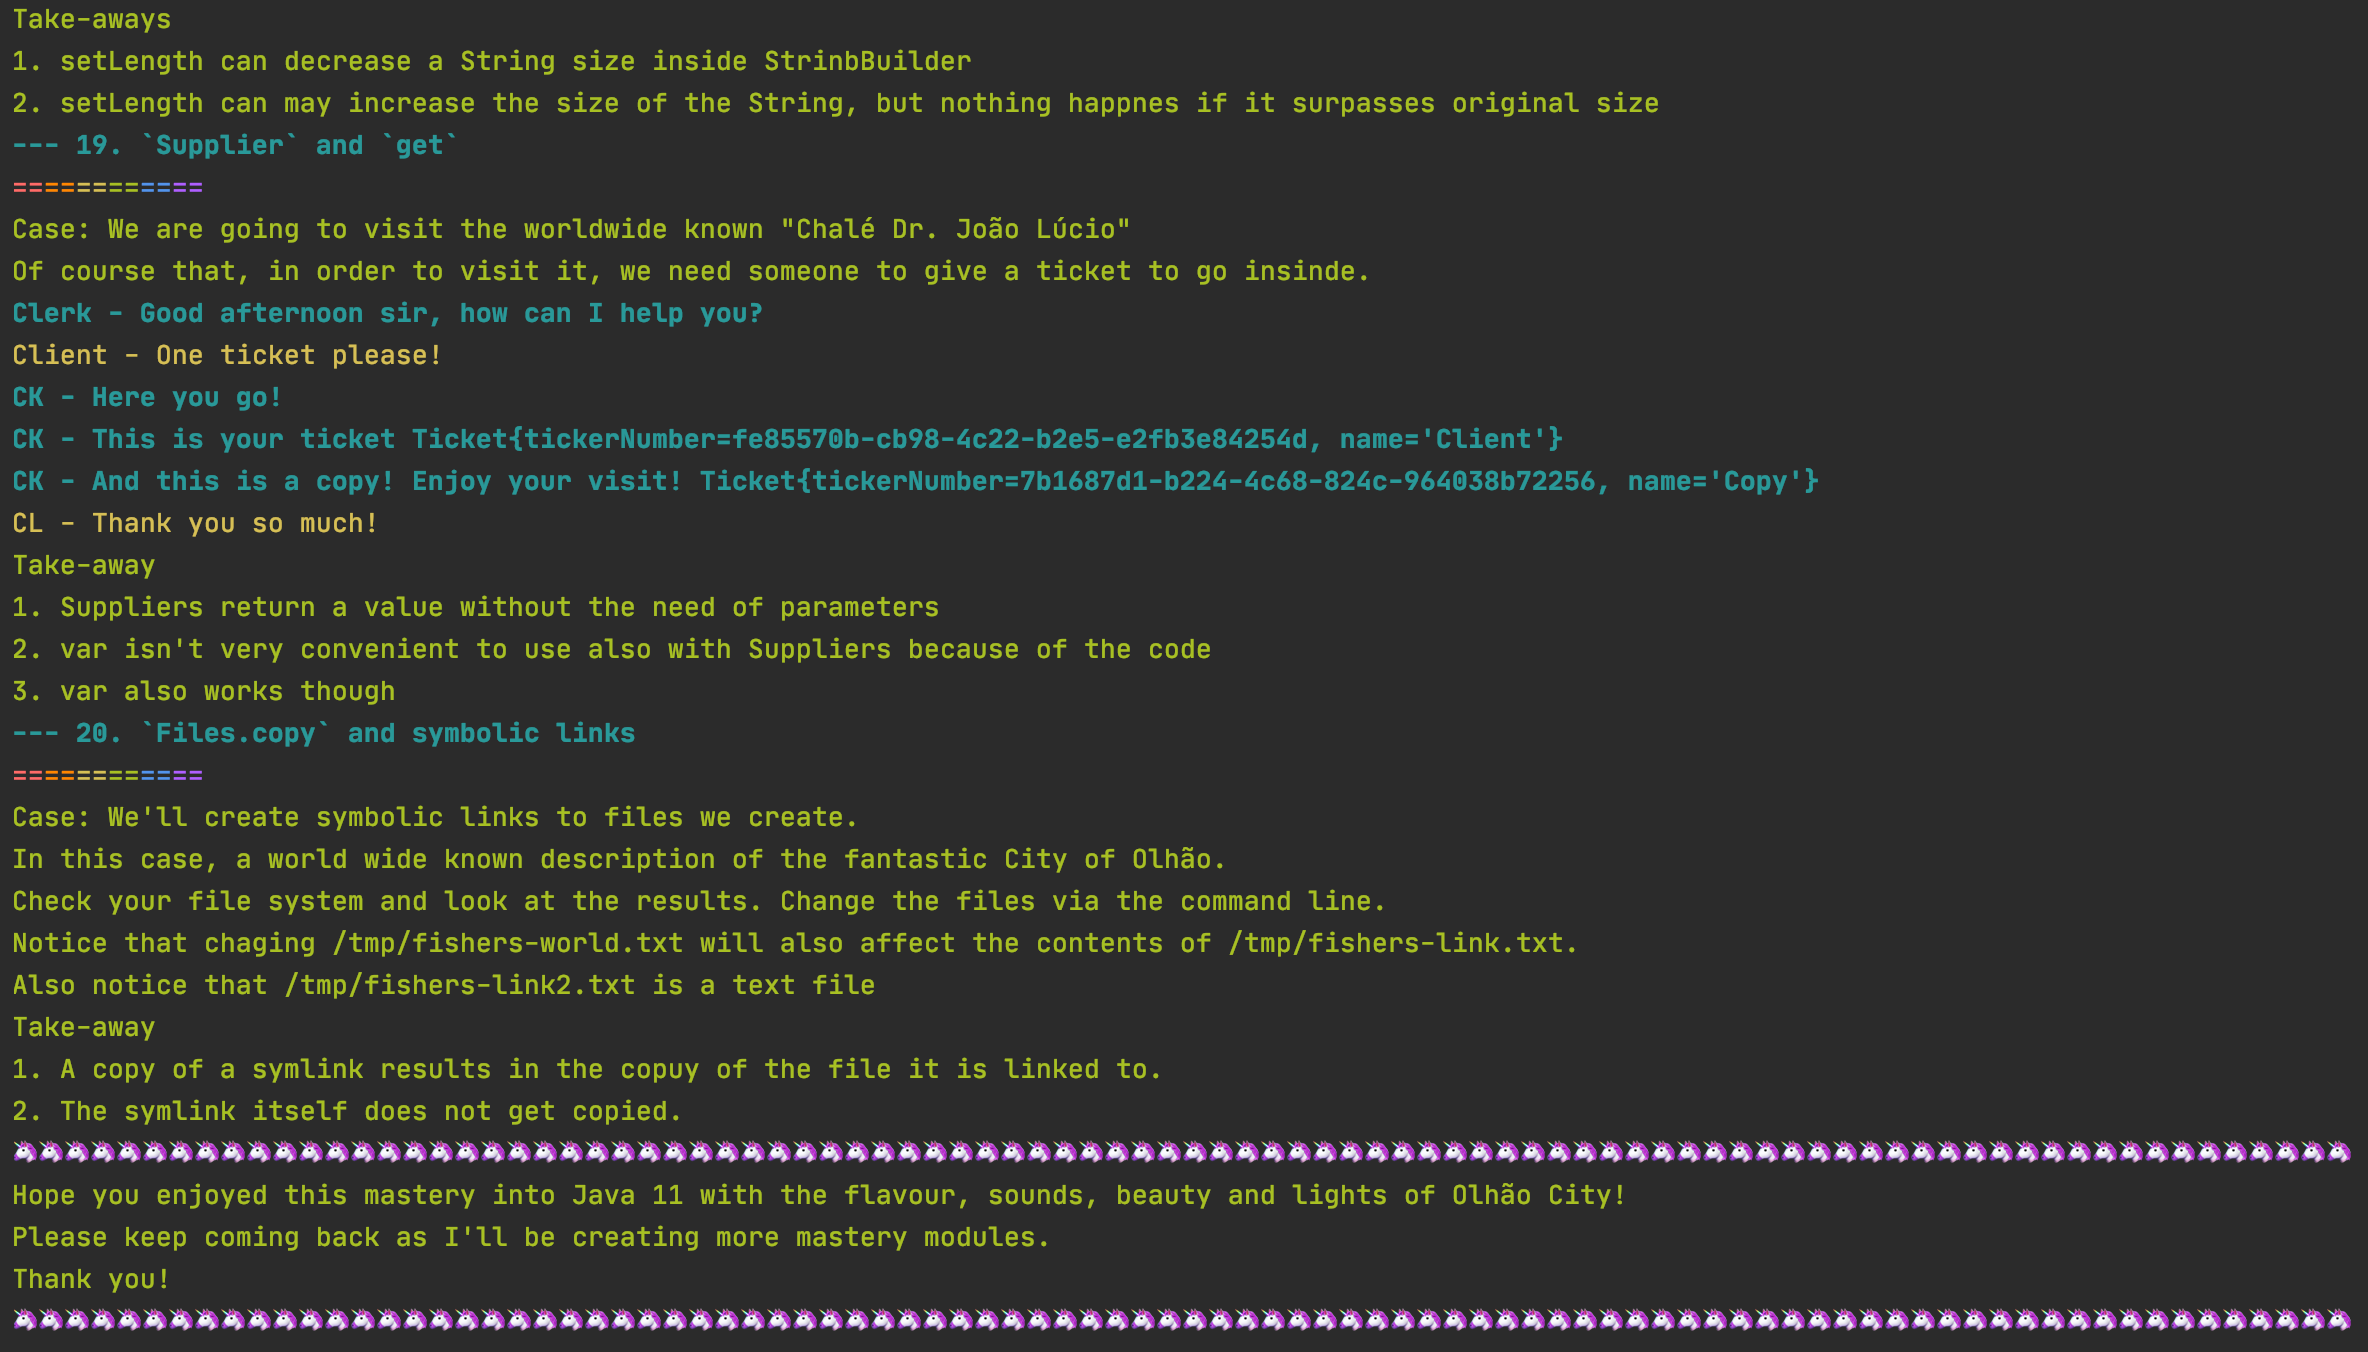 Take-aways
1. setLength can decrease a String size inside StrinbBuilder
2. setLength can may increase the size of the String, but nothing happnes if it surpasses original size
--- 19. `Supplier` and `get`
============
Case: We are going to visit the worldwide known "Chalé Dr. João Lúcio"
Of course that, in order to visit it, we need someone to give a ticket to go insinde.
Clerk - Good afternoon sir, how can I help you?
Client - One ticket please!
CK - Here you go!
CK - This is your ticket Ticket{tickerNumber=fe85570b-cb98-4c22-b2e5-e2fb3e84254d, name='Client'}
CK - And this is a copy! Enjoy your visit! Ticket{tickerNumber=7b1687d1-b224-4c68-824c-964038b72256, name='Copy'}
CL - Thank you so much!
Take-away
1. Suppliers return a value without the need of parameters
2. var isn't very convenient to use also with Suppliers because of the code
3. var also works though
--- 20. `Files.copy` and symbolic links
============
Case: We'll create symbolic links to files we create.
In this case, a world wide known description of the fantastic City of Olhão.
Check your file system and look at the results. Change the files via the command line.
Notice that chaging /tmp/fishers-world.txt will also affect the contents of /tmp/fishers-link.txt.
Also notice that /tmp/fishers-link2.txt is a text file
Take-away
1. A copy of a symlink results in the copuy of the file it is linked to.
2. The symlink itself does not get copied.
Hope you enjoyed this mastery into Java 11 with the flavour, sounds, beauty and lights of Olhão City!
Please keep coming back as I'll be creating more mastery modules.
Thank you!